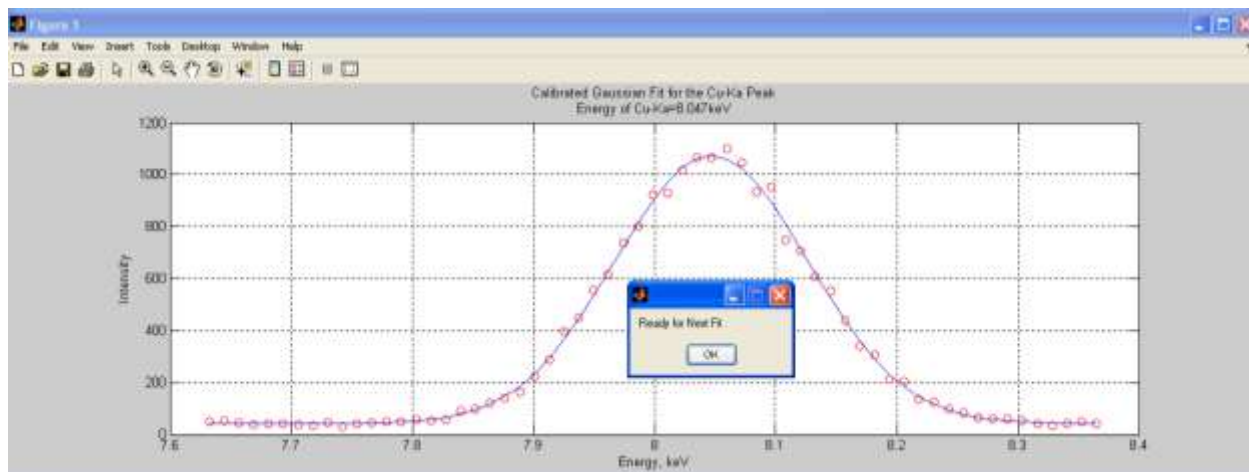 Figure 1
File Edit View Insert Tools Desktop Window Help
Calibrated Gaussian Fit for the Cu-Ka Peak
Energy of Cu-Ka=8.047keV
1200
1000
800
600
400
200
0
Intensity
7.6 7.7 7.8 7.9 8 8.1 8.2 8.3 8.4
Energy, keV
Ready for Next Fit
OK